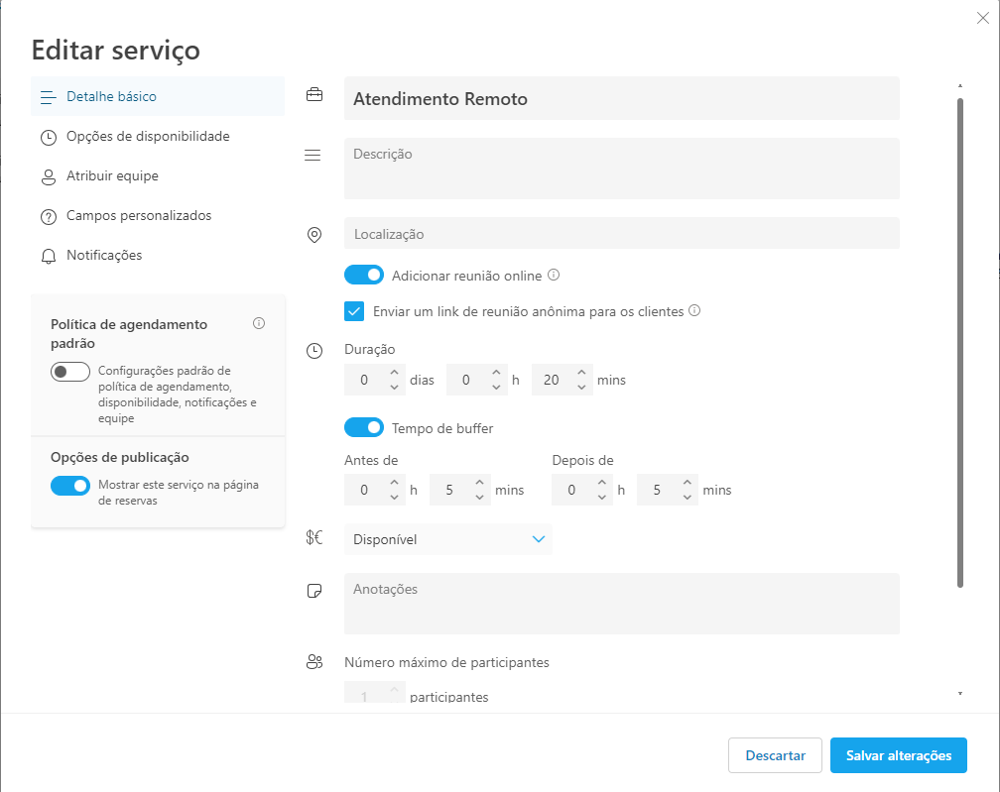 Editar serviço
Detalhe básico
Opções de disponibilidade
Atribuir equipe
Campos personalizados
Notificações
Política de agendamento
padrão
Configurações padrão de
política de agendamento,
disponibilidade, notificações e
equipe
Opções de publicação
Mostrar este serviço na página
de reservas
Atendimento Remoto
Descrição
Localização
Adicionar reunião online
Enviar um link de reunião anônima para os clientes
Duração
0 dias 0 h 20 mins
Tempo de buffer
Antes de Depois de
0 h 5 mins 0 h 5 mins
$€ Disponível
Anotações
Número máximo de participantes
1 participantes
Descartar Salvar alterações